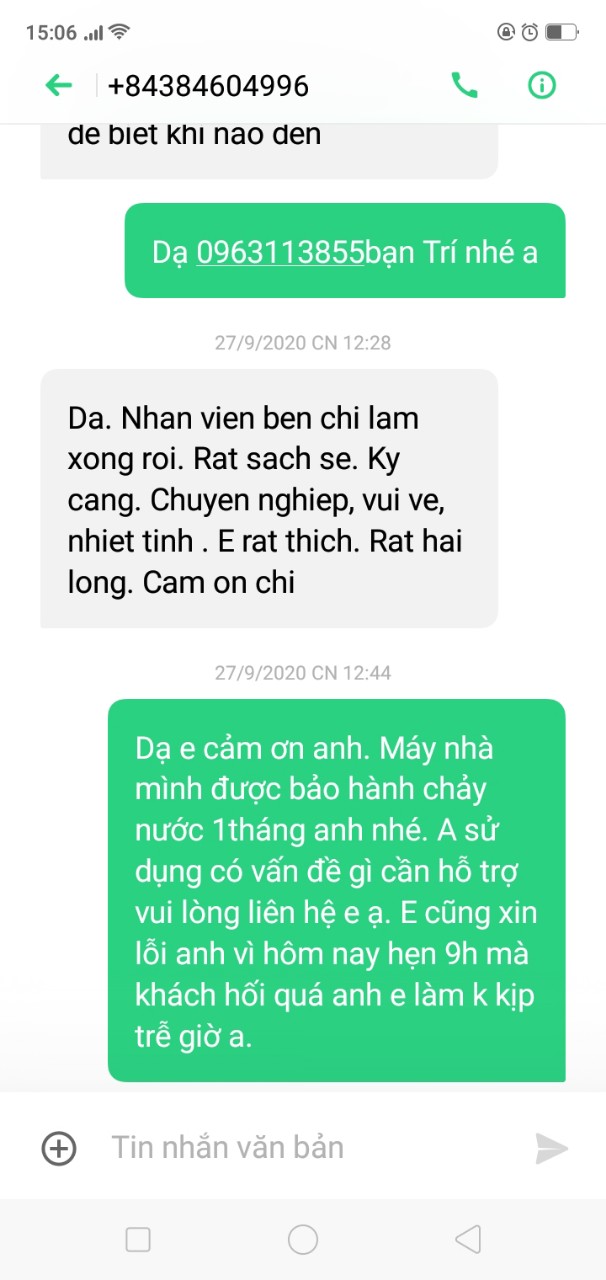 15:06
+84384604996
de biet khi nao den
Dạ 0963113855bạn Trí nhé a
27/9/2020 CN 12:28
Da. Nhan vien ben chi lam
xong roi. Rat sach se. Ky
cang. Chuyen nghiep, vui ve,
nhiet tinh . E rat thich. Rat hai
long. Cam on chi
27/9/2020 CN 12:44
Dạ e cảm ơn anh. Máy nhà
mình được bảo hành chảy
nước 1tháng anh nhé. A sử
dụng có vấn đề gì cần hỗ trợ
vui lòng liên hệ e ạ. E cũng xin
lỗi anh vì hôm nay hẹn 9h mà
khách hối quá anh e làm k kịp
trễ giờ a.
Tin nhắn văn bản